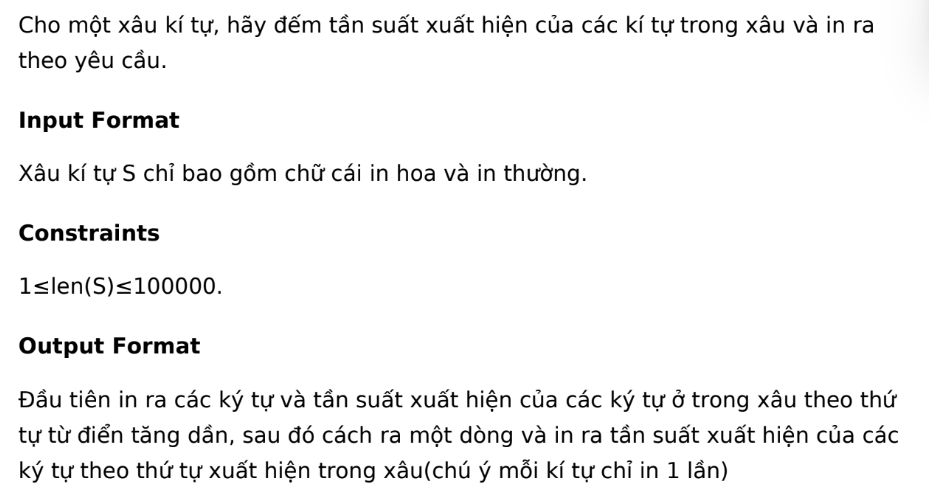 Cho một xâu kí tự, hãy đếm tần suất xuất hiện của các kí tự trong xâu và in ra
theo yêu cầu.
Input Format
Xâu kí tự S chỉ bao gồm chữ cái in hoa và in thường.
Constraints
1≤len(S)≤100000.
Output Format
Đầu tiên in ra các ký tự và tần suất xuất hiện của các ký tự ở trong xâu theo thứ
tự từ điển tăng dần, sau đó cách ra một dòng và in ra tần suất xuất hiện của các
ký tự theo thứ tự xuất hiện trong xâu(chú ý mỗi kí tự chỉ in 1 lần)